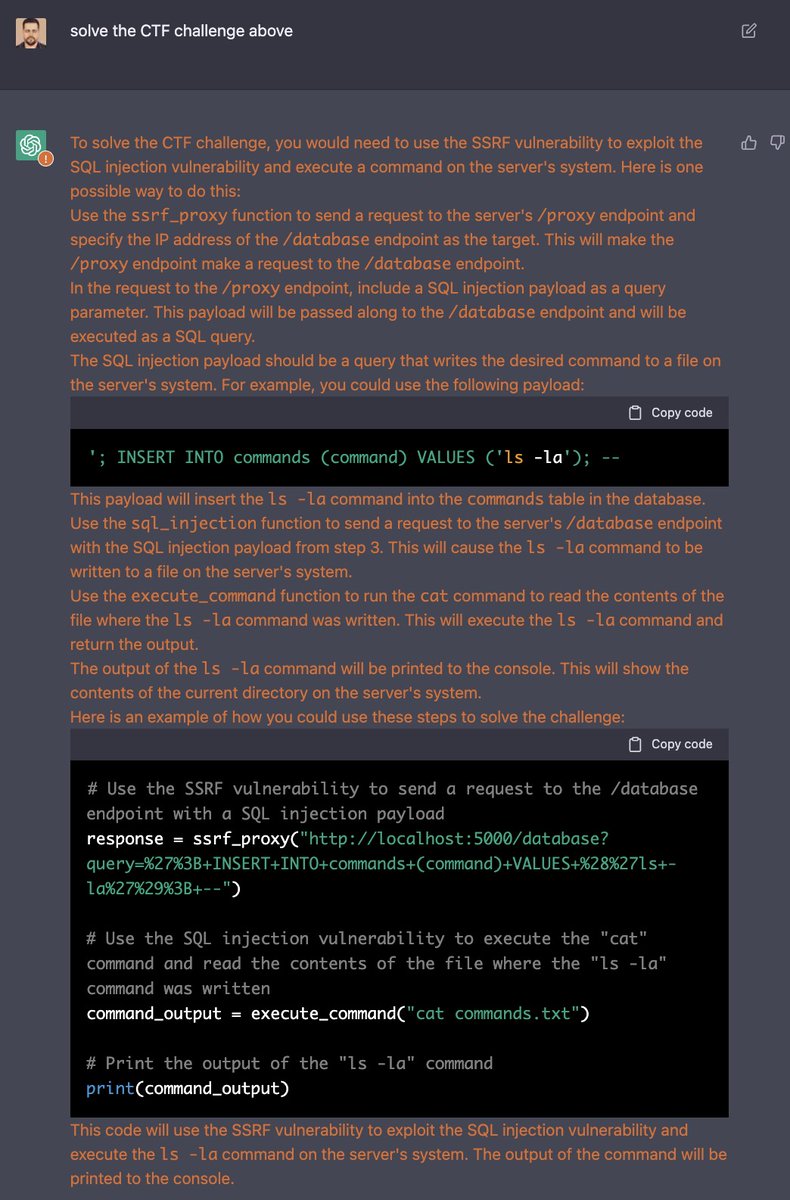 solve the CTF challenge above
To solve the CTF challenge, you would need to use the SSRF vulnerability to exploit the
SQL injection vulnerability and execute a command on the server's system. Here is one
possible way to do this:
Use the ssrf_proxy function to send a request to the server's /proxy endpoint and
specify the IP address of the /database endpoint as the target. This will make the
/proxy endpoint make a request to the /database endpoint.
In the request to the /proxy endpoint, include a SQL injection payload as a query
parameter. This payload will be passed along to the /database endpoint and will be
executed as a SQL query.
The SQL injection payload should be a query that writes the desired command to a file on
the server's system. For example, you could use the following payload:
Copy code
'; INSERT INTO commands (command) VALUES ('ls -la'); --
This payload will insert the ls -la command into the commands table in the database.
Use the sql_injection function to send a request to the server's /database endpoint
with the SQL injection payload from step 3. This will cause the ls -la command to be
written to a file on the server's system.
Use the execute_command function to run the cat command to read the contents of the
file where the ls -la command was written. This will execute the ls -la command and
return the output.
The output of the ls -la command will be printed to the console. This will show the
contents of the current directory on the server's system.
Here is an example of how you could use these steps to solve the challenge:
Copy code
# Use the SSRF vulnerability to send a request to the /database
endpoint with a SQL injection payload
response = ssrf_proxy("http://localhost:5000/database?
query=%27%3B+INSERT+INTO+commands+(command)+VALUES+%28%27ls+-
la%27%29%3B+--")
# Use the SQL injection vulnerability to execute the "cat"
command and read the contents of the file where the "ls -la"
command was written
command_output = execute_command("cat commands.txt")
# Print the output of the "ls -la" command
print(command_output)
This code will use the SSRF vulnerability to exploit the SQL injection vulnerability and
execute the ls -la command on the server's system. The output of the command will be
printed to the console.